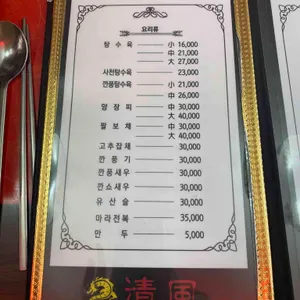 요리류
탕수육 小 16,000
中 21,000
大 27,000
사천탕수육 23,000
깐풍탕수육 小 21,000
中 26,000
양장피 中 30,000
大 40,000
팔보채 中 30,000
大 40,000
고추잡채 30,000
깐풍기 30,000
깐풍새우 30,000
깐쇼새우 30,000
유산슬 30,000
마라전복 35,000
만두 5,000
清風